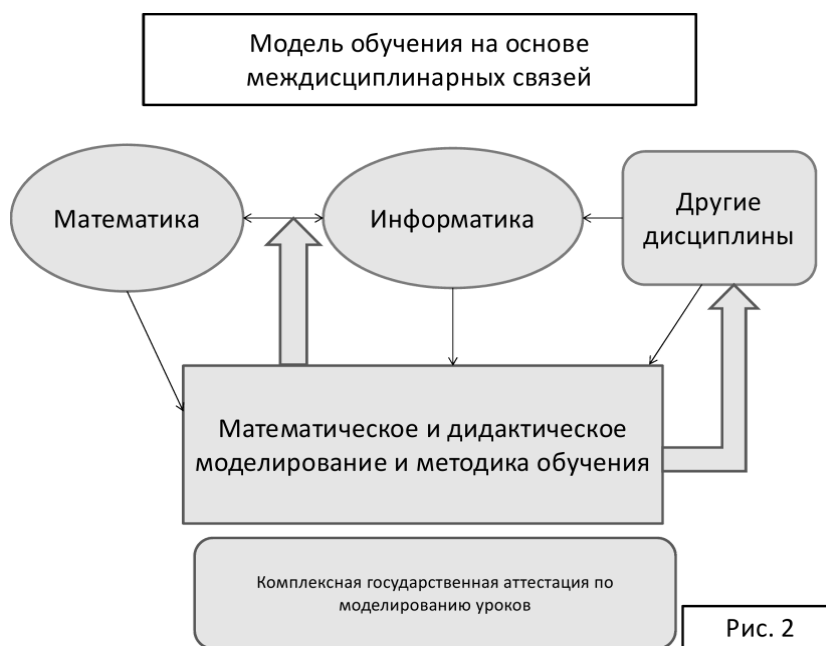 Модель обучения на основе
междисциплинарных связей
Математика
Информатика
Другие
дисциплины
Математическое и дидактическое
моделирование и методика обучения
Комплексная государственная аттестация по
моделированию уроков
Рис. 2